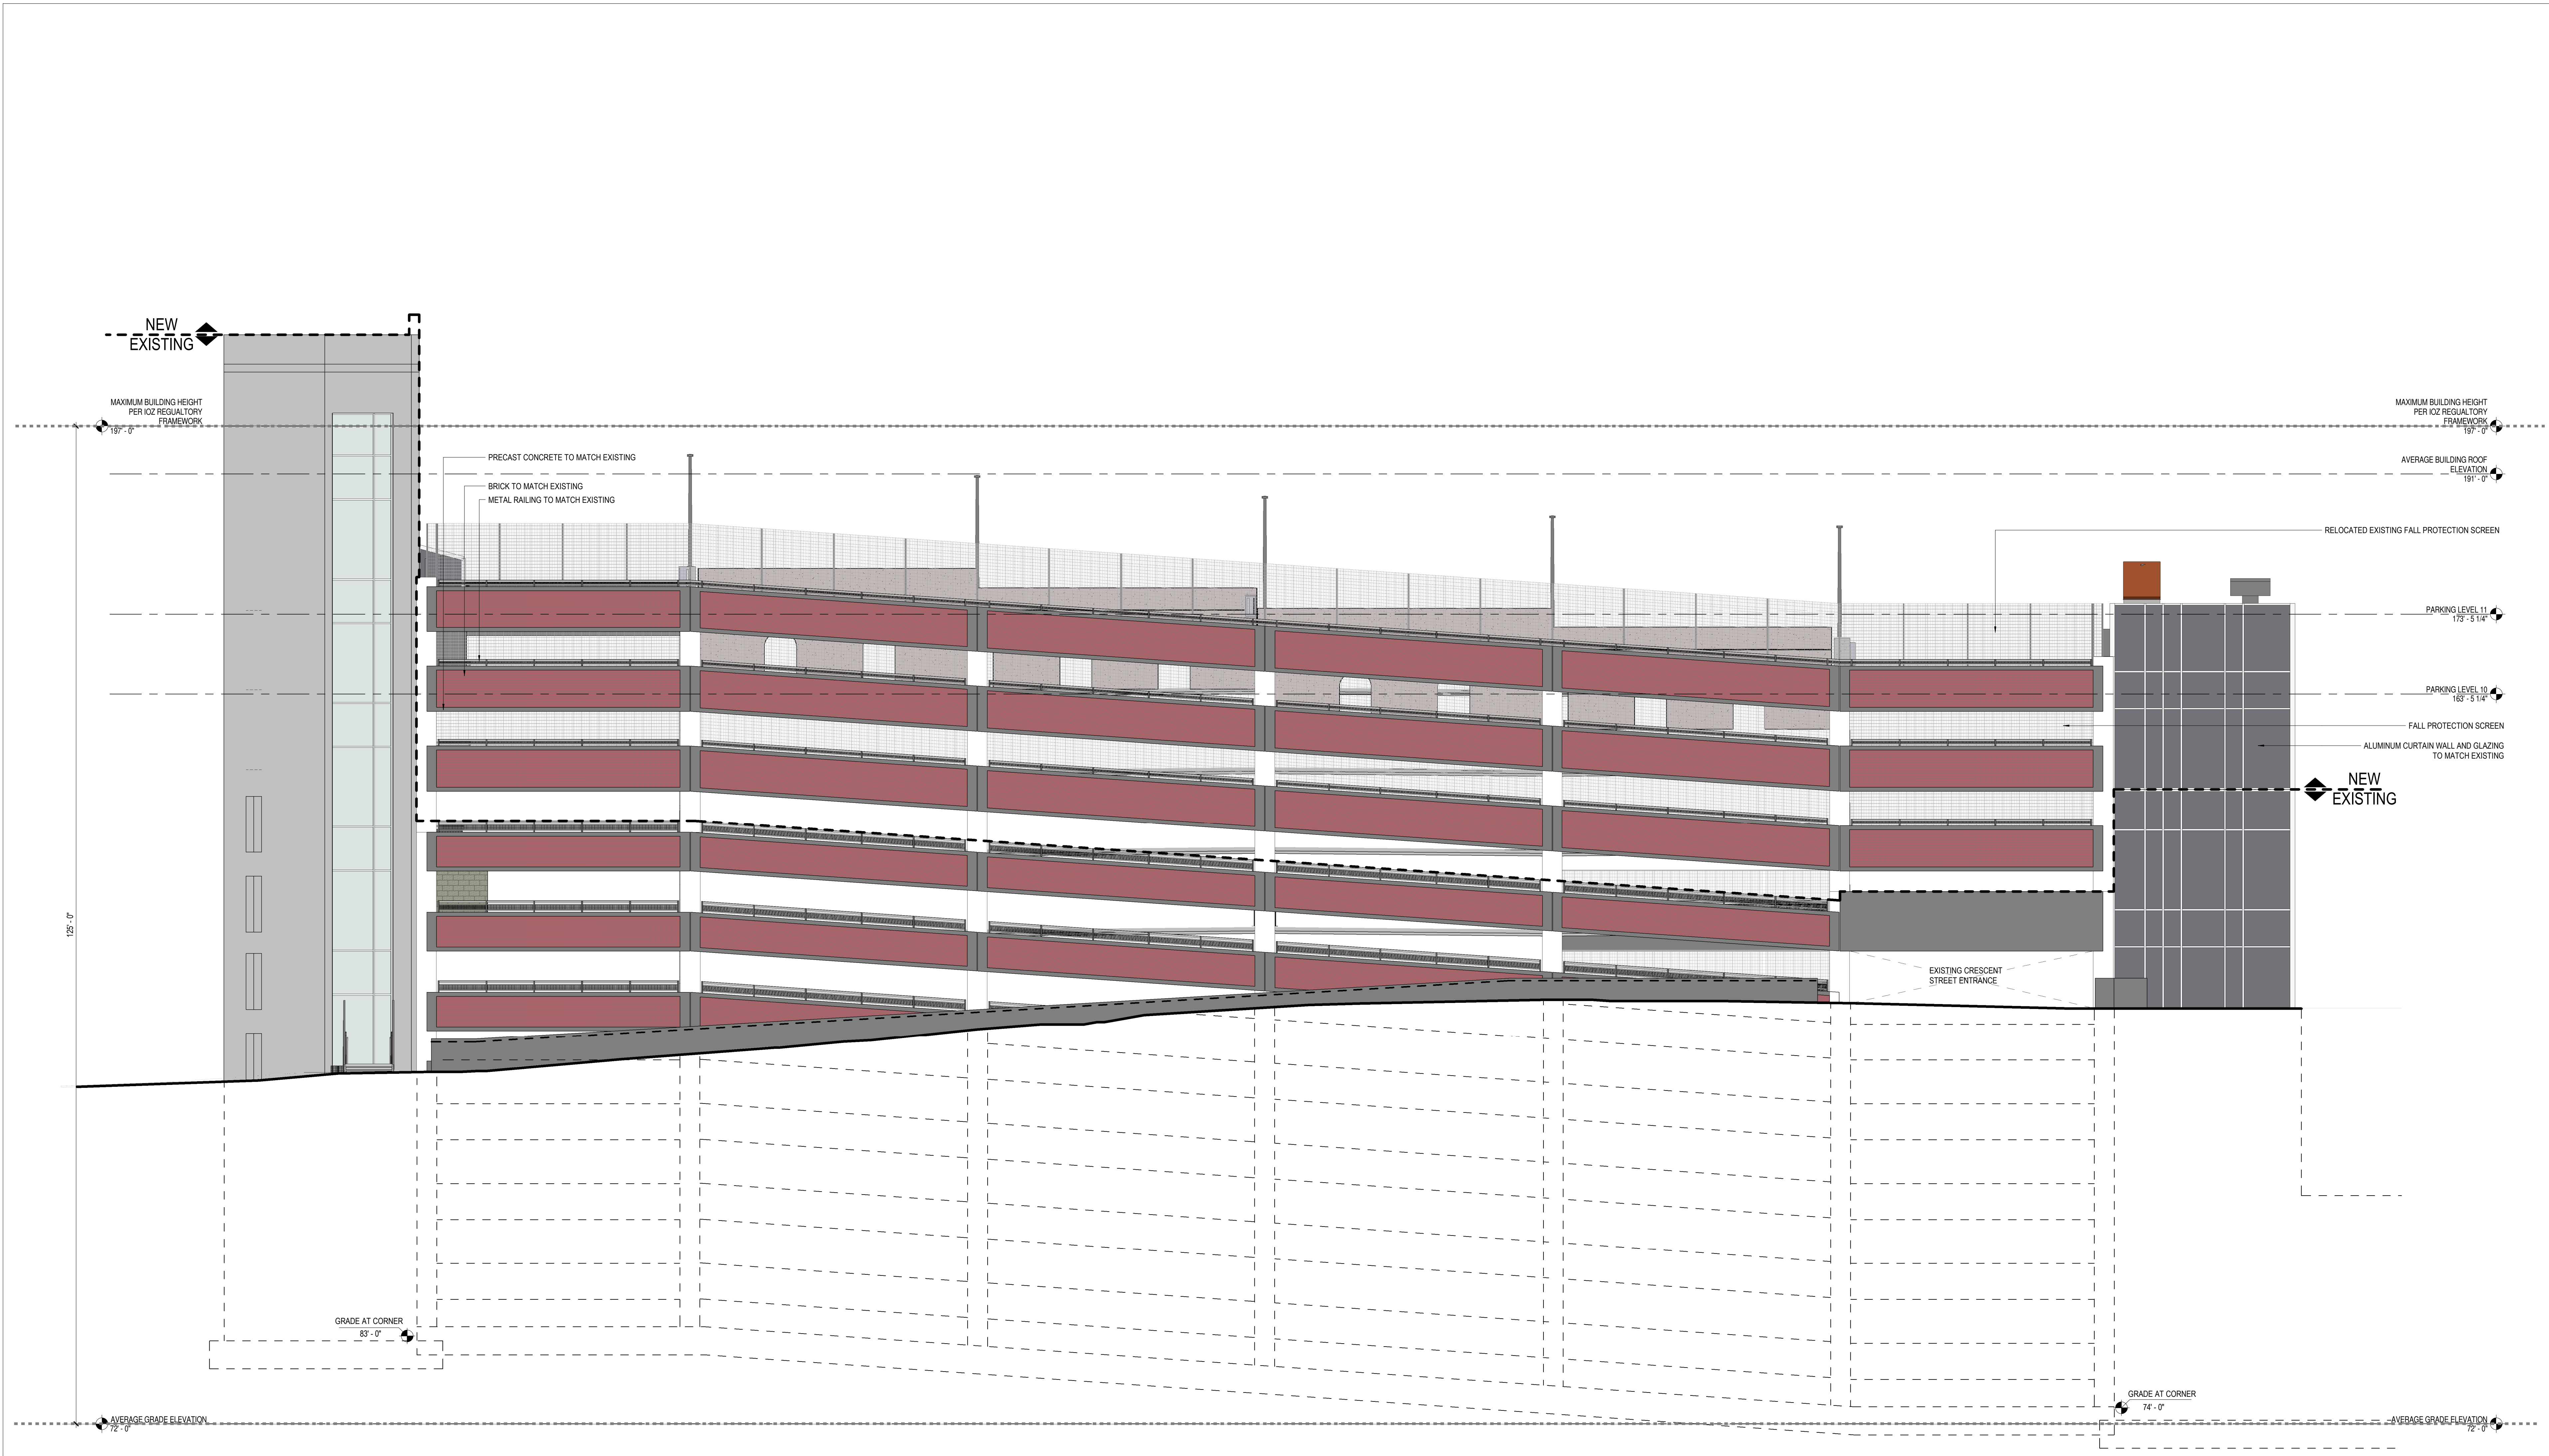 NEW
EXISTING
MAXIMUM BUILDING HEIGHT
PER IOZ REGUALTORY
FRAMEWORK
197' - 0"
MAXIMUM BUILDING HEIGHT
PER IOZ REGUALTORY
FRAMEWORK
197' - 0"
PRECAST CONCRETE TO MATCH EXISTING
AVERAGE BUILDING ROOF
ELEVATION
191' - 0"
BRICK TO MATCH EXISTING
METAL RAILING TO MATCH EXISTING
RELOCATED EXISTING FALL PROTECTION SCREEN
PARKING LEVEL 11
173' - 5 1/4"
PARKING LEVEL 10
163' - 5 1/4"
FALL PROTECTION SCREEN
ALUMINUM CURTAIN WALL AND GLAZING
TO MATCH EXISTING
NEW
EXISTING
125' - 0"
EXISTING CRESCENT
STREET ENTRANCE
GRADE AT CORNER
83' - 0"
GRADE AT CORNER
74' - 0"
AVERAGE GRADE ELEVATION
72' - 0"
AVERAGE GRADE ELEVATION
72' - 0"